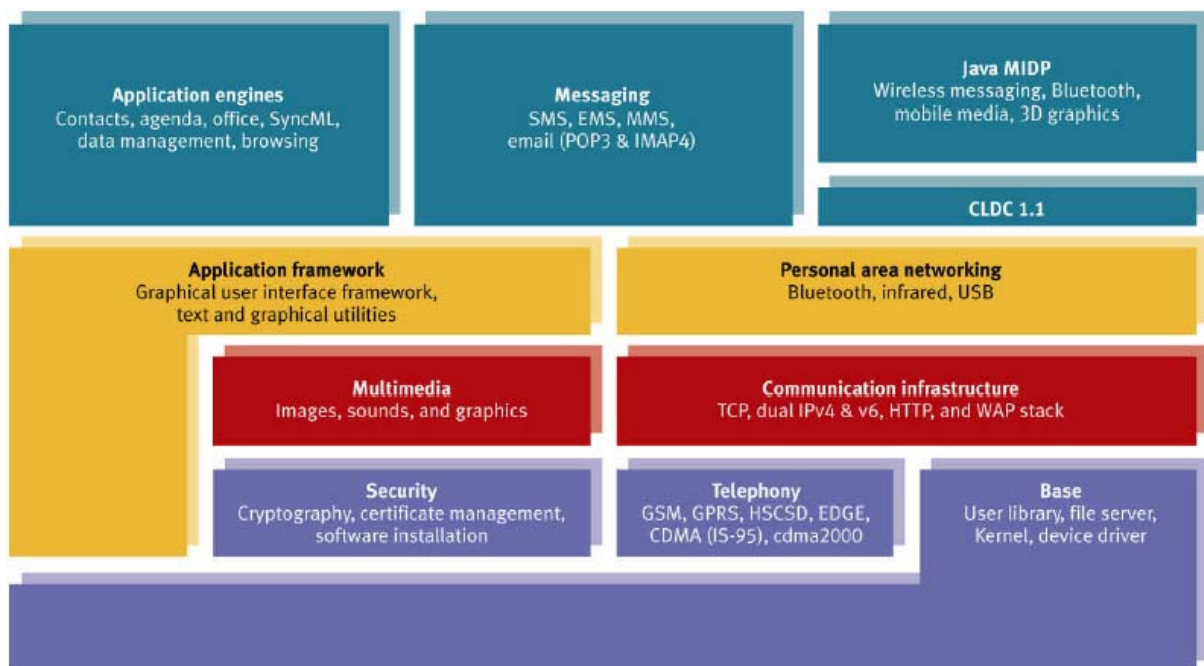 Application engines
Contacts, agenda, office, SyncML,
data management, browsing
Messaging
SMS, EMS, MMS,
email (POP3 & IMAP4)
Java MIDP
Wireless messaging, Bluetooth,
mobile media, 3D graphics
CLDC 1.1
Application framework
Graphical user interface framework,
text and graphical utilities
Personal area networking
Bluetooth, infrared, USB
Multimedia
Images, sounds, and graphics
Communication infrastructure
TCP, dual IPv4 & v6, HTTP, and WAP stack
Security
Cryptography, certificate management,
software installation
Telephony
GSM, GPRS, HSCSD, EDGE,
CDMA (IS-95), cdma2000
Base
User library, file server,
Kernel, device driver